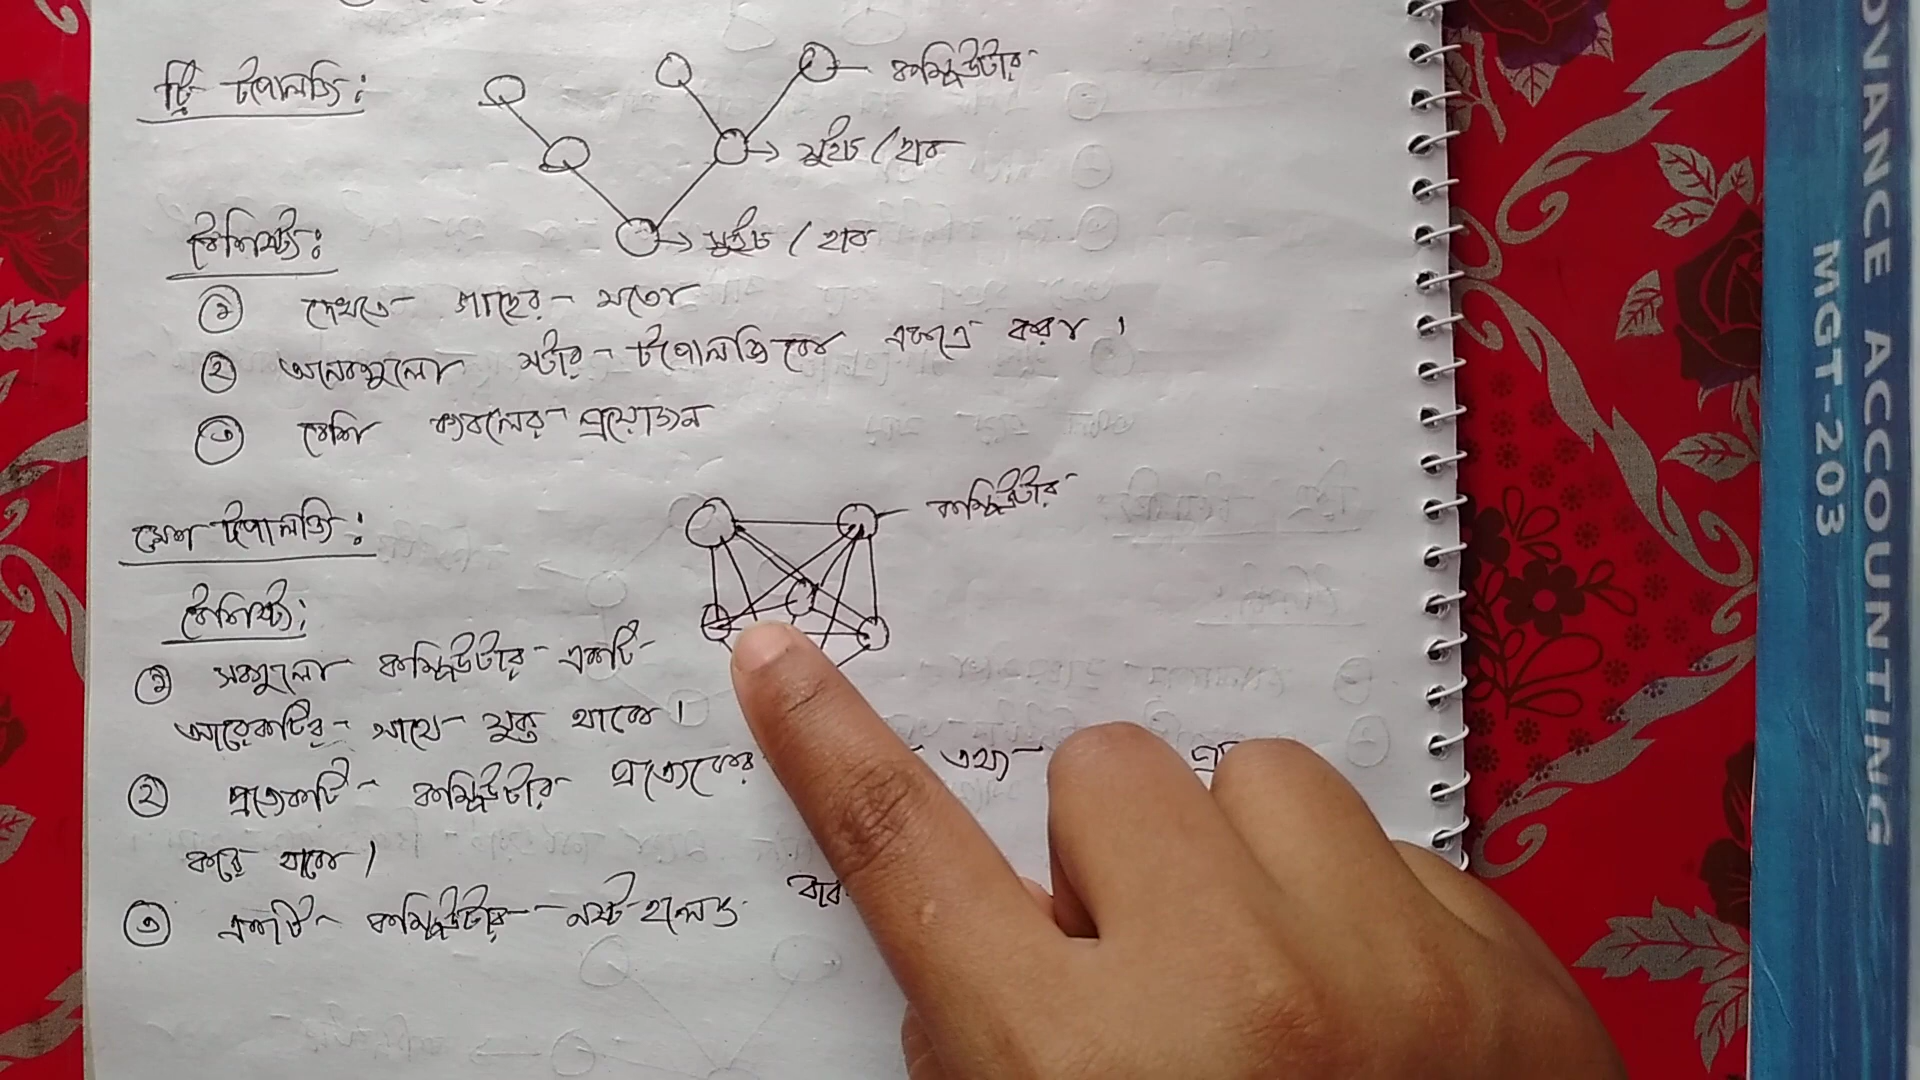 ট্রি টপোলজি:
কম্পিউটার
সুইচ / হাব
সুইচ / হাব
বৈশিষ্ট্য:
১ দেখতে গাছের মতো
২ অনেকগুলো স্টার টপোলজিকে একত্রে করা।
৩ বেশি ক্যাবলের প্রয়োজন
মেশ টপোলজি:
কম্পিউটার
বৈশিষ্ট্য:
১ সবগুলো কম্পিউটার একটি
আরেকটির সাথে যুক্ত থাকে।
২ প্রত্যেকটি কম্পিউটার প্রত্যেকের তথ্য
করে থাকে।
৩ একটি কম্পিউটার নষ্ট হলেও
DVANCE ACCOUNTING
MGT-203